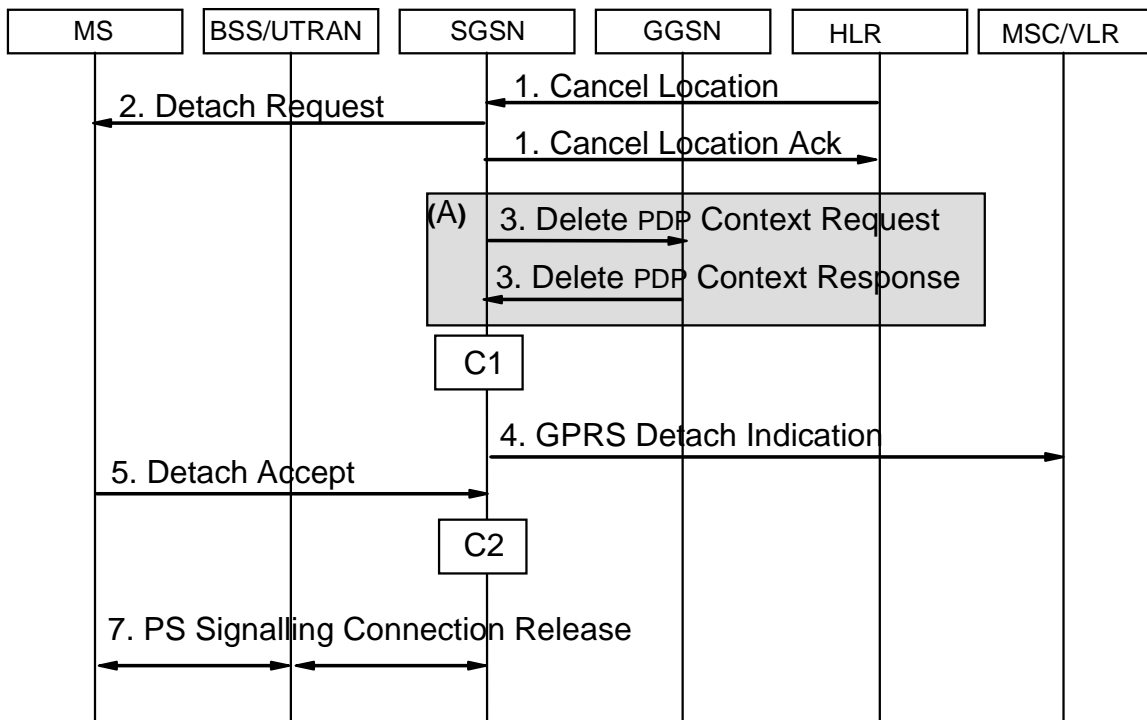 MS
BSS/UTRAN
SGSN
GGSN
HLR
MSC/VLR
1. Cancel Location
2. Detach Request
1. Cancel Location Ack
(A)
3. Delete PDP Context Request
3. Delete PDP Context Response
C1
4. GPRS Detach Indication
5. Detach Accept
C2
7. PS Signalling Connection Release